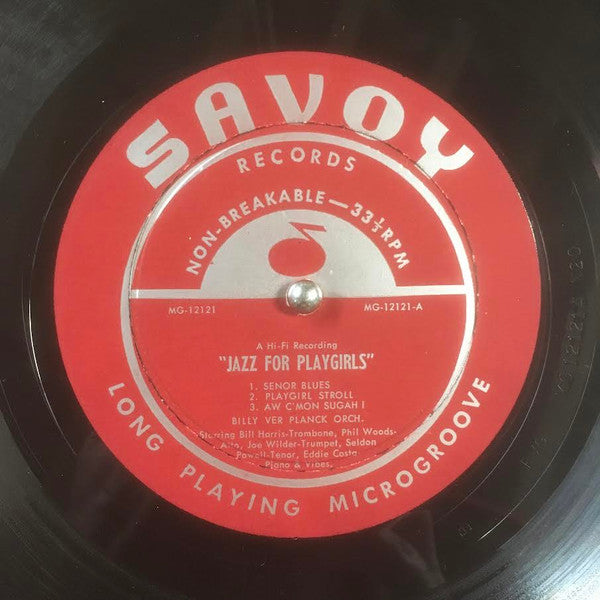 SAVOY
RECORDS
NON-BREAKABLE—33⅓RPM
MG-12121
MG-12121-A
A Hi-Fi Recording
"JAZZ FOR PLAYGIRLS"
1. SENOR BLUES
2. PLAYGIRL STROLL
3. AW C'MON SUGAH!
BILLY VER PLANCK ORCH.
Starring Bill Harris-Trombone, Phil Woods-
Alto, Joe Wilder-Trumpet, Seldon
Powell-Tenor, Eddie Costa
Piano & Vibes.
LONG PLAYING MICROGROOVE